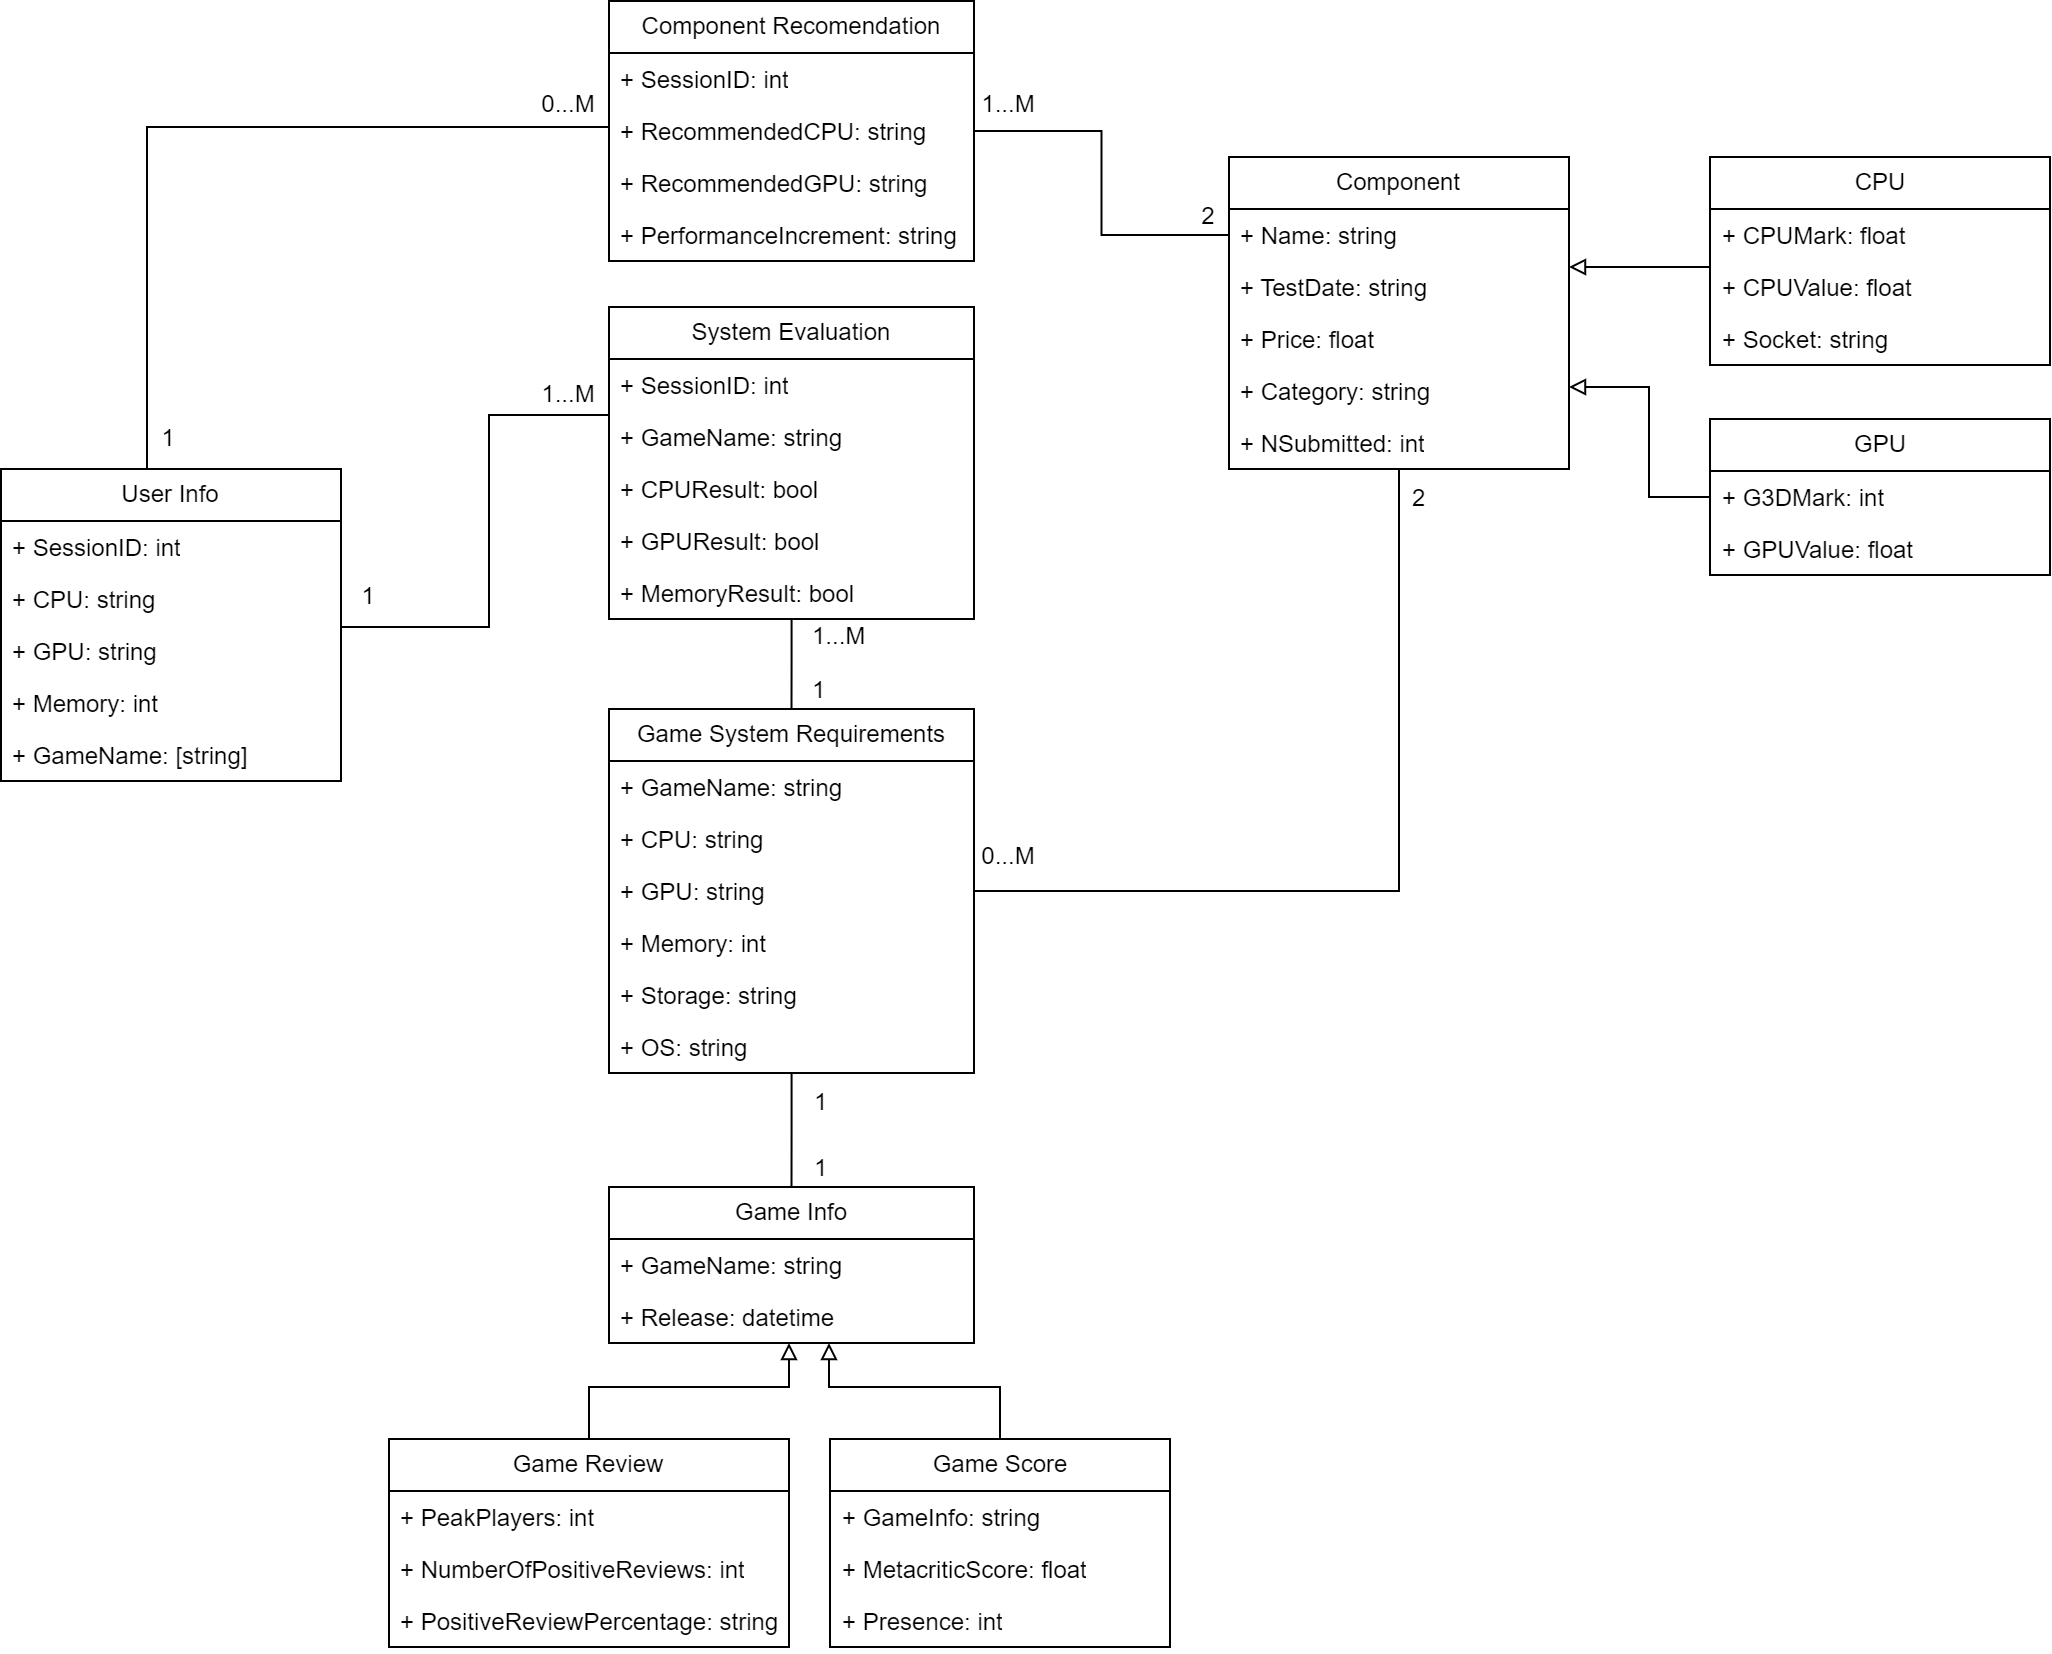 Component Recomendation
+ SessionID: int
+ RecommendedCPU: string
+ RecommendedGPU: string
+ PerformanceIncrement: string
0...M
1...M
1
2
Component
+ Name: string
+ TestDate: string
+ Price: float
+ Category: string
+ NSubmitted: int
CPU
+ CPUMark: float
+ CPUValue: float
+ Socket: string
GPU
+ G3DMark: int
+ GPUValue: float
System Evaluation
+ SessionID: int
+ GameName: string
+ CPUResult: bool
+ GPUResult: bool
+ MemoryResult: bool
1...M
1
User Info
+ SessionID: int
+ CPU: string
+ GPU: string
+ Memory: int
+ GameName: [string]
1...M
1
2
Game System Requirements
+ GameName: string
+ CPU: string
+ GPU: string
+ Memory: int
+ Storage: string
+ OS: string
0...M
1
1
Game Info
+ GameName: string
+ Release: datetime
Game Review
+ PeakPlayers: int
+ NumberOfPositiveReviews: int
+ PositiveReviewPercentage: string
Game Score
+ GameInfo: string
+ MetacriticScore: float
+ Presence: int